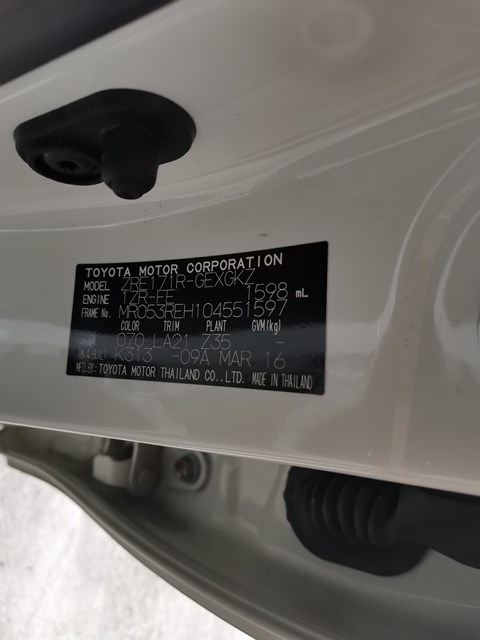 TOYOTA MOTOR CORPORATION
MODEL ZRE171R-GEXGKZ
ENGINE 1ZR-FE 1598 mL
FRAME No. MR053REH104551597
COLOR TRIM PLANT GVM(kg)
070 LA21 Z35 -
K313 -09A MAR 16
MFD.BY: TOYOTA MOTOR THAILAND CO.,LTD. MADE IN THAILAND